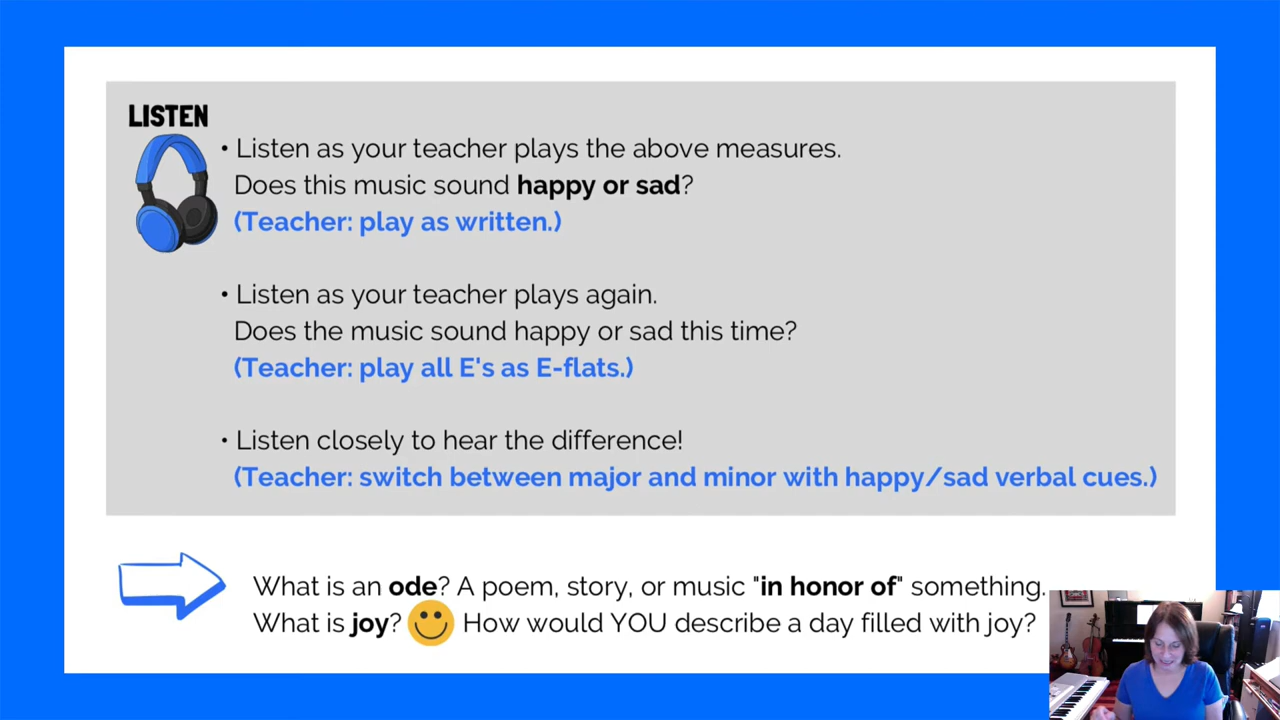 LISTEN
• Listen as your teacher plays the above measures.
Does this music sound happy or sad?
(Teacher: play as written.)
• Listen as your teacher plays again.
Does the music sound happy or sad this time?
(Teacher: play all E's as E-flats.)
• Listen closely to hear the difference!
(Teacher: switch between major and minor with happy/sad verbal cues.)
What is an ode? A poem, story, or music "in honor of" something.
What is joy? How would YOU describe a day filled with joy?